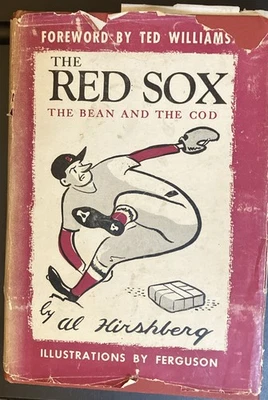 FOREWORD BY TED WILLIAMS
THE
RED SOX
THE BEAN AND THE COD
by
Al Hirshberg
ILLUSTRATIONS BY FERGUSON